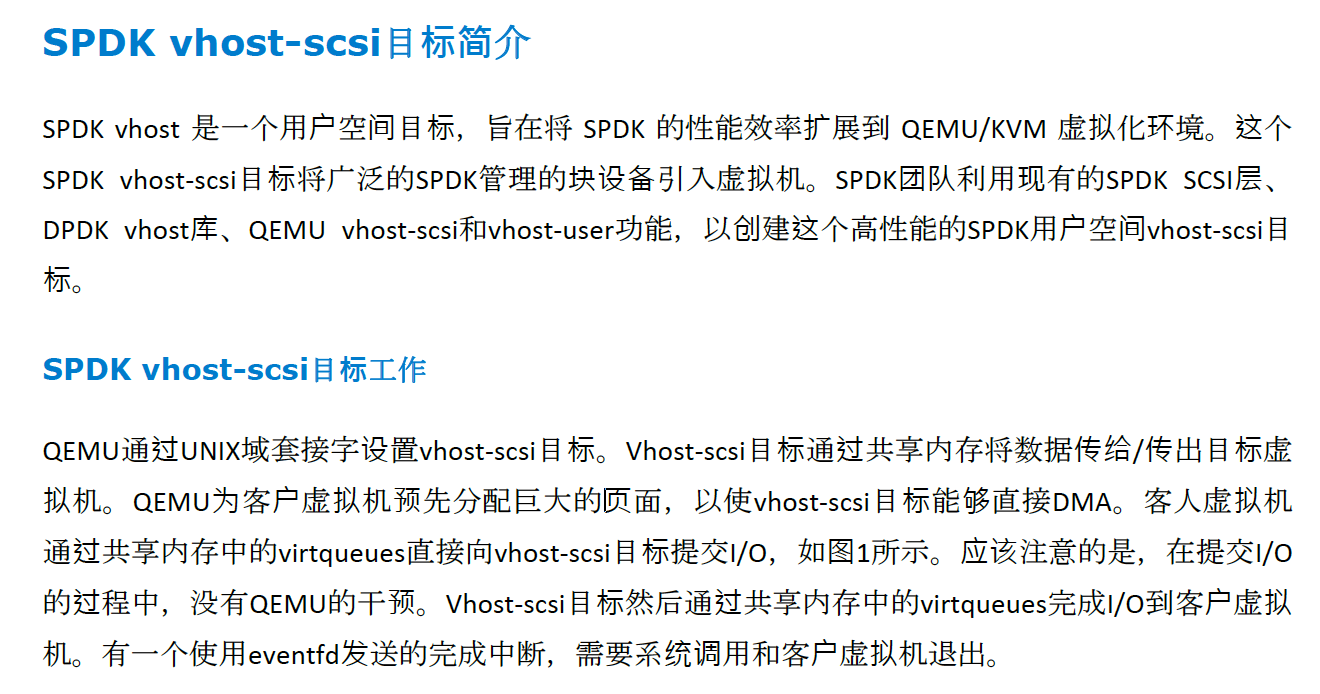 SPDK vhost-scsi目标简介
SPDK vhost 是一个用户空间目标，旨在将 SPDK 的性能效率扩展到 QEMU/KVM 虚拟化环境。这个
SPDK vhost-scsi目标将广泛的SPDK管理的块设备引入虚拟机。SPDK团队利用现有的SPDK SCSI层、
DPDK vhost库、QEMU vhost-scsi和vhost-user功能，以创建这个高性能的SPDK用户空间vhost-scsi目
标。
SPDK vhost-scsi目标工作
QEMU通过UNIX域套接字设置vhost-scsi目标。Vhost-scsi目标通过共享内存将数据传给/传出目标虚
拟机。QEMU为客户虚拟机预先分配巨大的页面，以使vhost-scsi目标能够直接DMA。客人虚拟机
通过共享内存中的virtqueues直接向vhost-scsi目标提交I/O，如图1所示。应该注意的是，在提交I/O
的过程中，没有QEMU的干预。Vhost-scsi目标然后通过共享内存中的virtqueues完成I/O到客户虚拟
机。有一个使用eventfd发送的完成中断，需要系统调用和客户虚拟机退出。